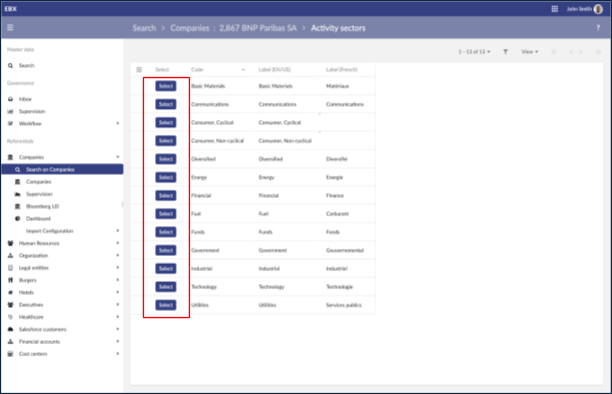 EBX
John Smith
Search > Companies : 2,867 BNP Paribas SA > Activity sectors
?
Master data
Search
Governance
Inbox
Supervision
Workflow
Referentials
Companies
Search on Companies
Companies
Supervision
Bloomberg LEI
Dashboard
Import Configuration
Human Resources
Organization
Legal entities
Burgers
Hotels
Executives
Healthcare
Salesforce customers
Financial accounts
Cost centers
1 - 13 of 13 View
Select Code Label (EN/US) Label (French)
Select Basic Materials Basic Materials Matériaux
Select Communications Communications Communications
Select Consumer, Cyclical Consumer, Cyclical
Select Consumer, Non-cyclical Consumer, Non-cyclical
Select Diversified Diversified Diversifié
Select Energy Energy Energie
Select Financial Financial Finance
Select Fuel Fuel Carburant
Select Funds Funds Fonds
Select Government Government Gouvernemental
Select Industrial Industrial Industriel
Select Technology Technology Technologie
Select Utilities Utilities Services publics